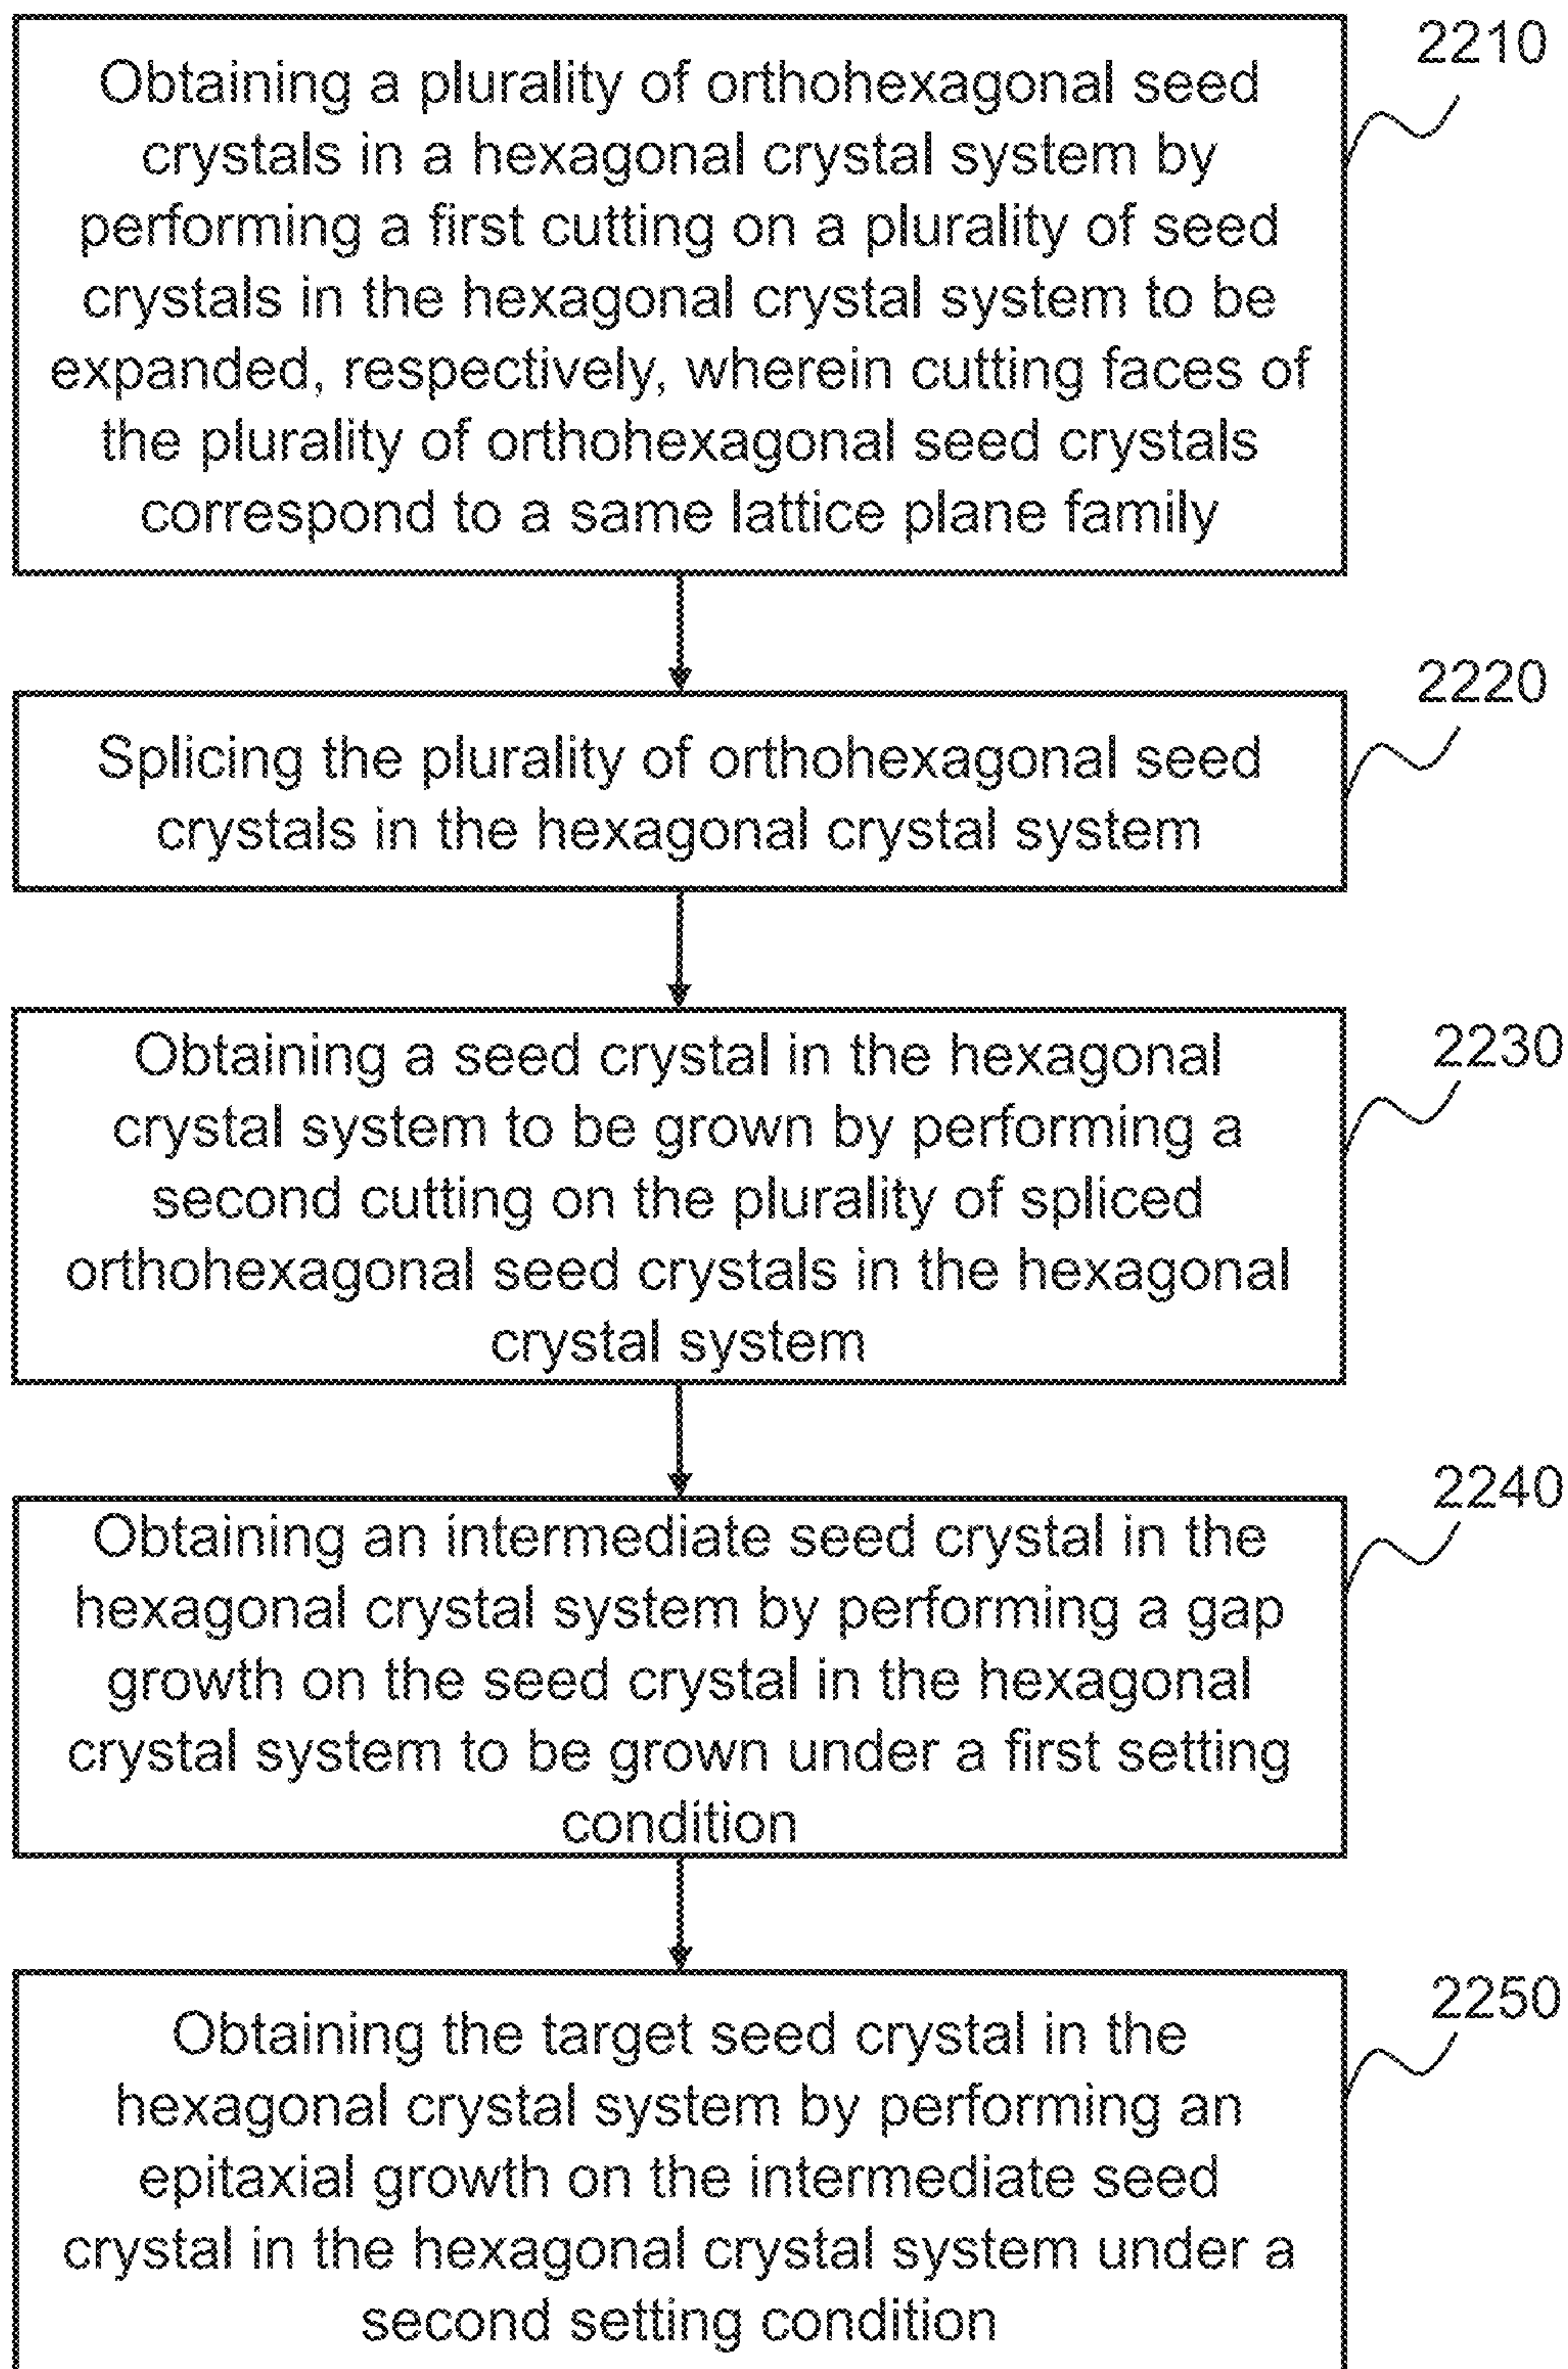 2210
Obtaining a plurality of orthohexagonal seed
crystals in a hexagonal crystal system by
performing a first cutting on a plurality of seed
crystals in the hexagonal crystal system to be
expanded, respectively, wherein cutting faces of
the plurality of orthohexagonal seed crystals
correspond to a same lattice plane family
2220
Splicing the plurality of orthohexagonal seed
crystals in the hexagonal crystal system
2230
Obtaining a seed crystal in the hexagonal
crystal system to be grown by performing a
second cutting on the plurality of spliced
orthohexagonal seed crystals in the hexagonal
crystal system
2240
Obtaining an intermediate seed crystal in the
hexagonal crystal system by performing a gap
growth on the seed crystal in the hexagonal
crystal system to be grown under a first setting
condition
2250
Obtaining the target seed crystal in the
hexagonal crystal system by performing an
epitaxial growth on the intermediate seed
crystal in the hexagonal crystal system under a
second setting condition